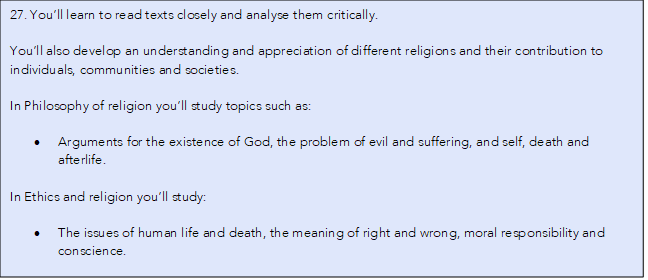 27. You'll learn to read texts closely and analyse them critically.
You'll also develop an understanding and appreciation of different religions and their contribution to
individuals, communities and societies.
In Philosophy of religion you'll study topics such as:
• Arguments for the existence of God, the problem of evil and suffering, and self, death and
afterlife.
In Ethics and religion you'll study:
• The issues of human life and death, the meaning of right and wrong, moral responsibility and
conscience.